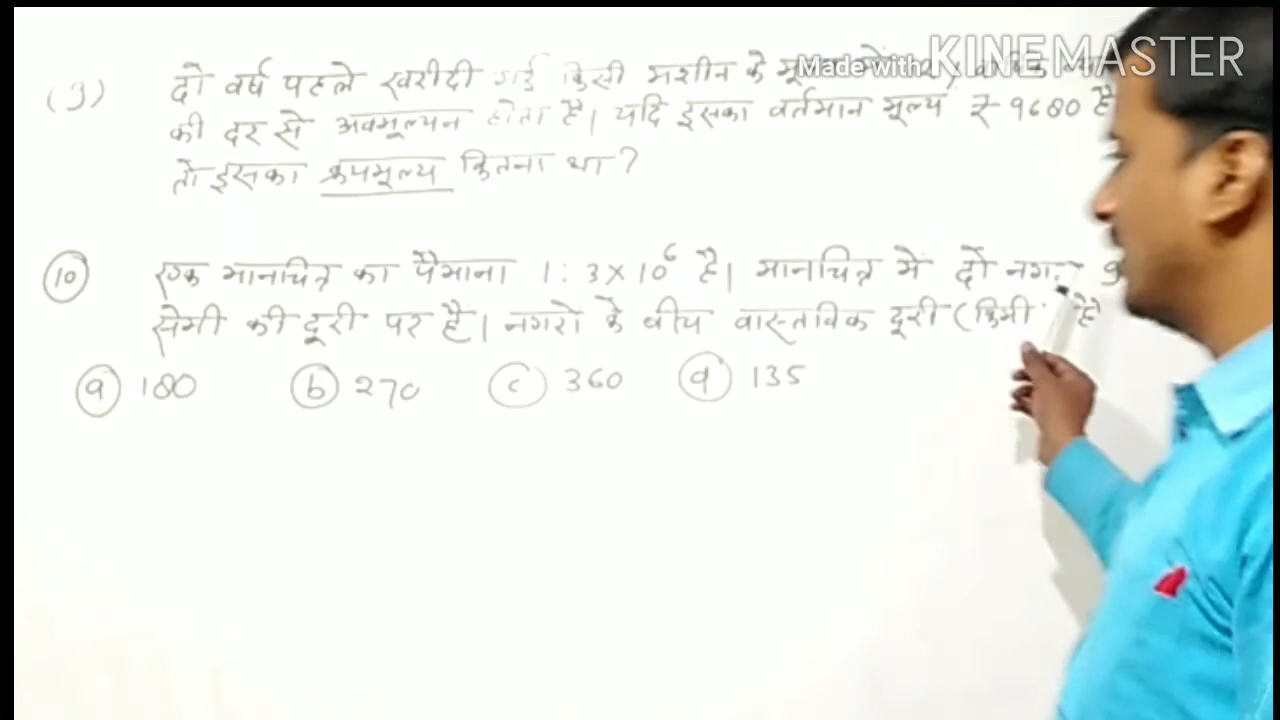 Made with KINEMASTER
(9) दो वर्ष पहले खरीदी गई किसी मशीन के
की दर से अवमूल्यन होता है। यदि इसका वर्तमान मूल्य ₹ 9680 है
तो इसका क्रयमूल्य कितना था?
(10) एक मानचित्र का पैमाना 1 : 3 × 10⁶ है। मानचित्र में दो 9
सेमी की दूरी पर है। नगरो के बीच वास्तविक दूरी (किमी है
(a) 180 (b) 270 (c) 360 (d) 135